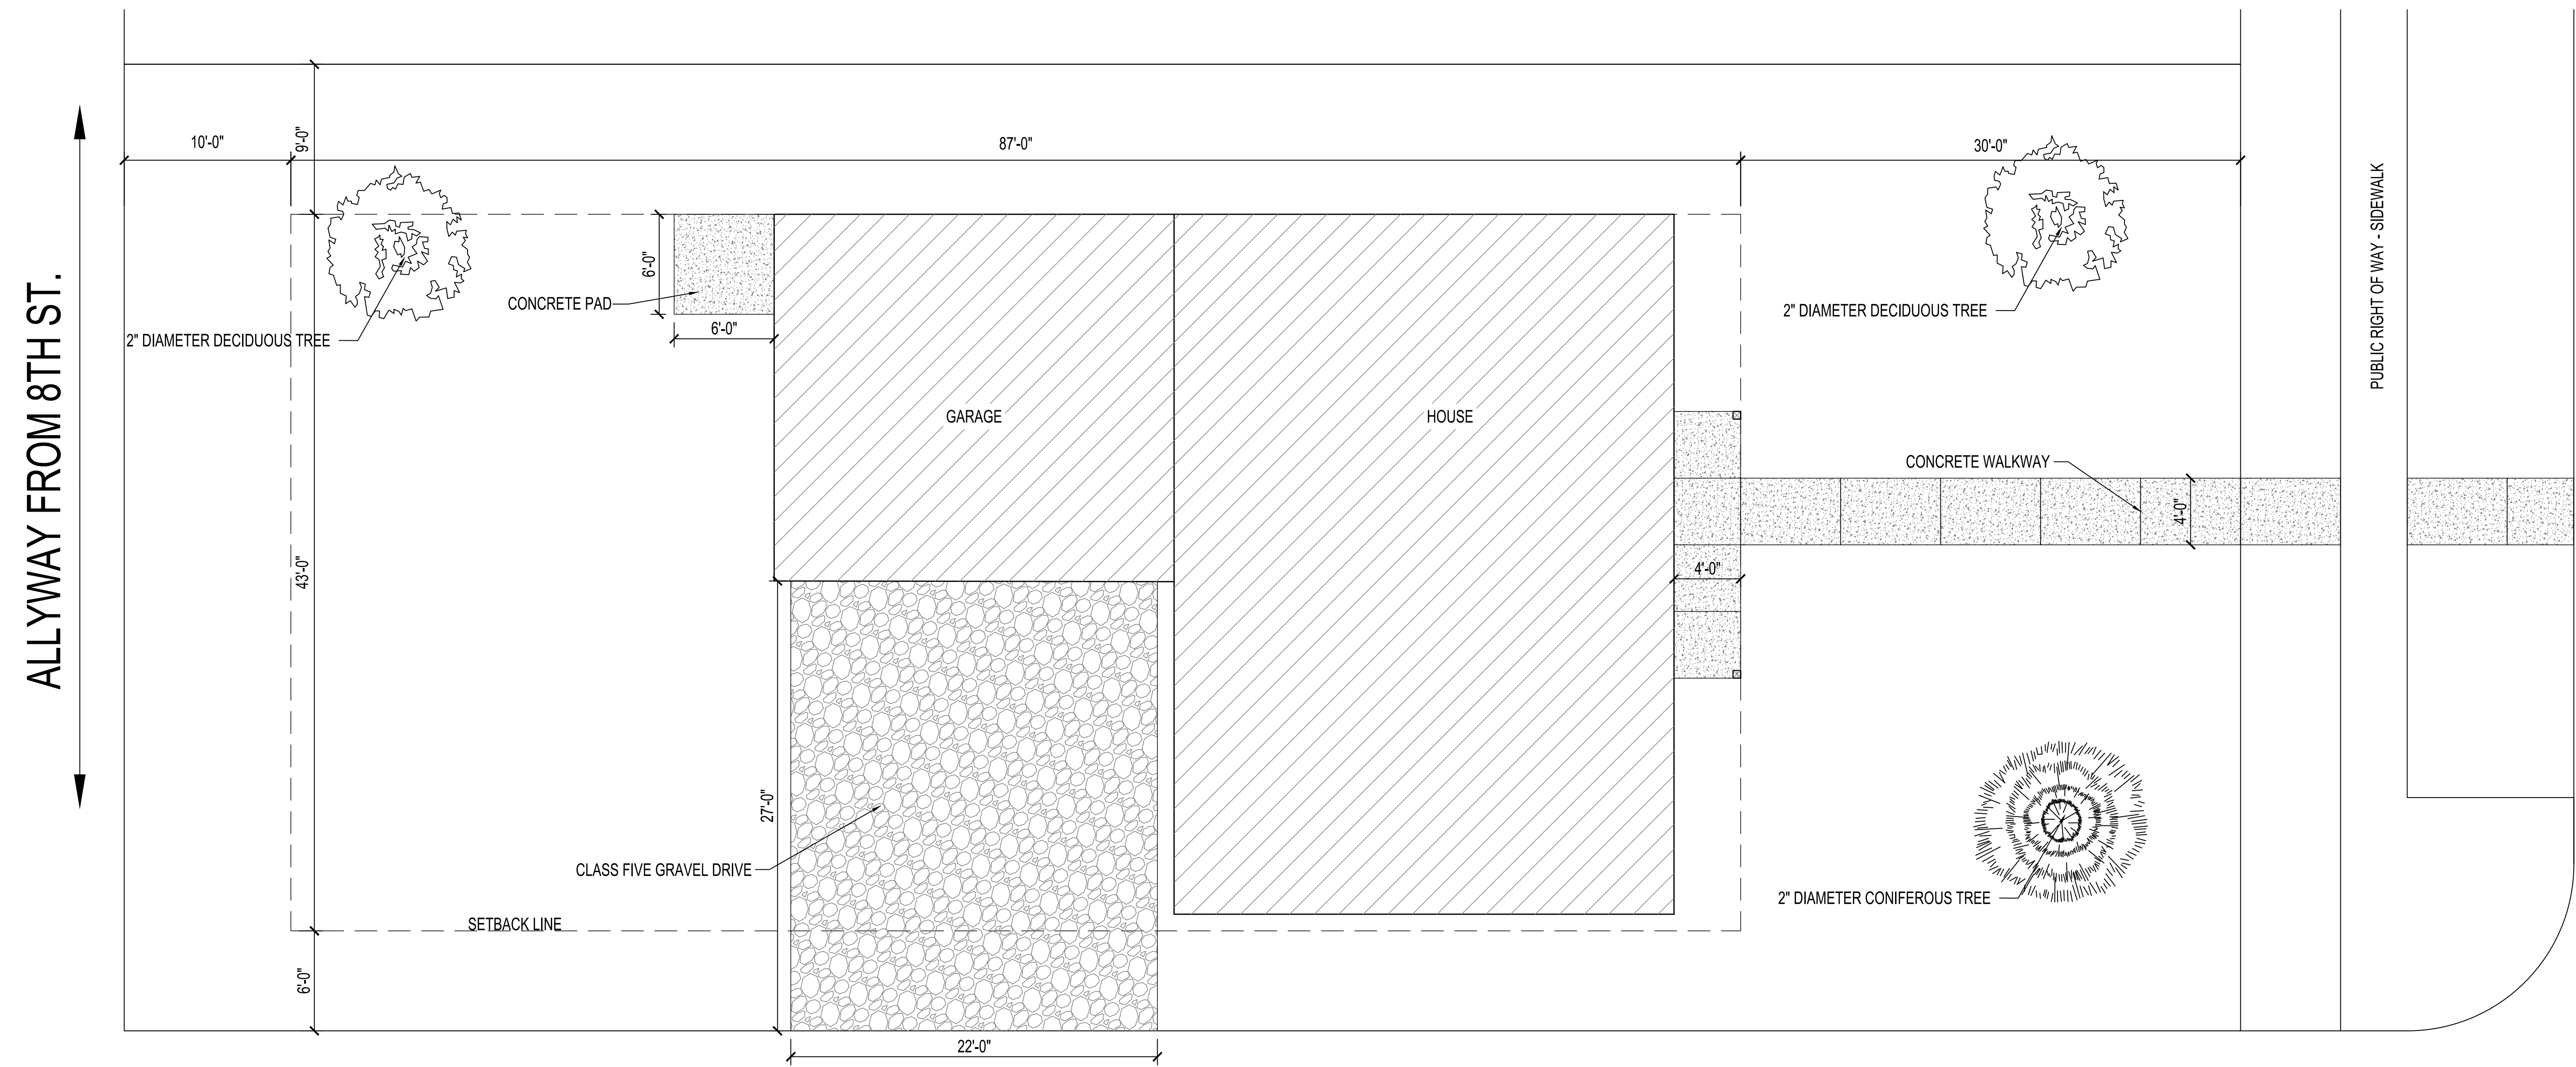 ALLYWAY FROM 8TH ST.
10'-0"
9'-0"
87'-0"
30'-0"
PUBLIC RIGHT OF WAY - SIDEWALK
6'-0"
CONCRETE PAD
6'-0"
2" DIAMETER DECIDUOUS TREE
2" DIAMETER DECIDUOUS TREE
GARAGE
HOUSE
CONCRETE WALKWAY
4'-0"
4'-0"
43'-0"
27'-0"
CLASS FIVE GRAVEL DRIVE
2" DIAMETER CONIFEROUS TREE
SETBACK LINE
6'-0"
22'-0"